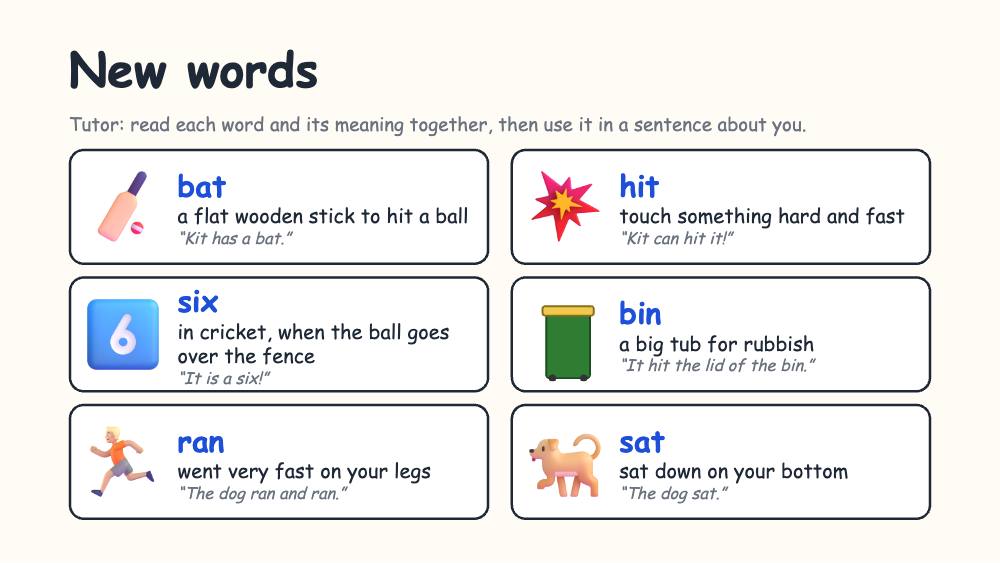 New words
Tutor: read each word and its meaning together, then use it in a sentence about you.
bat
a flat wooden stick to hit a ball
"Kit has a bat."
hit
touch something hard and fast
"Kit can hit it!"
6
six
in cricket, when the ball goes
over the fence
"It is a six!"
bin
a big tub for rubbish
"It hit the lid of the bin."
ran
went very fast on your legs
"The dog ran and ran."
sat
sat down on your bottom
"The dog sat."